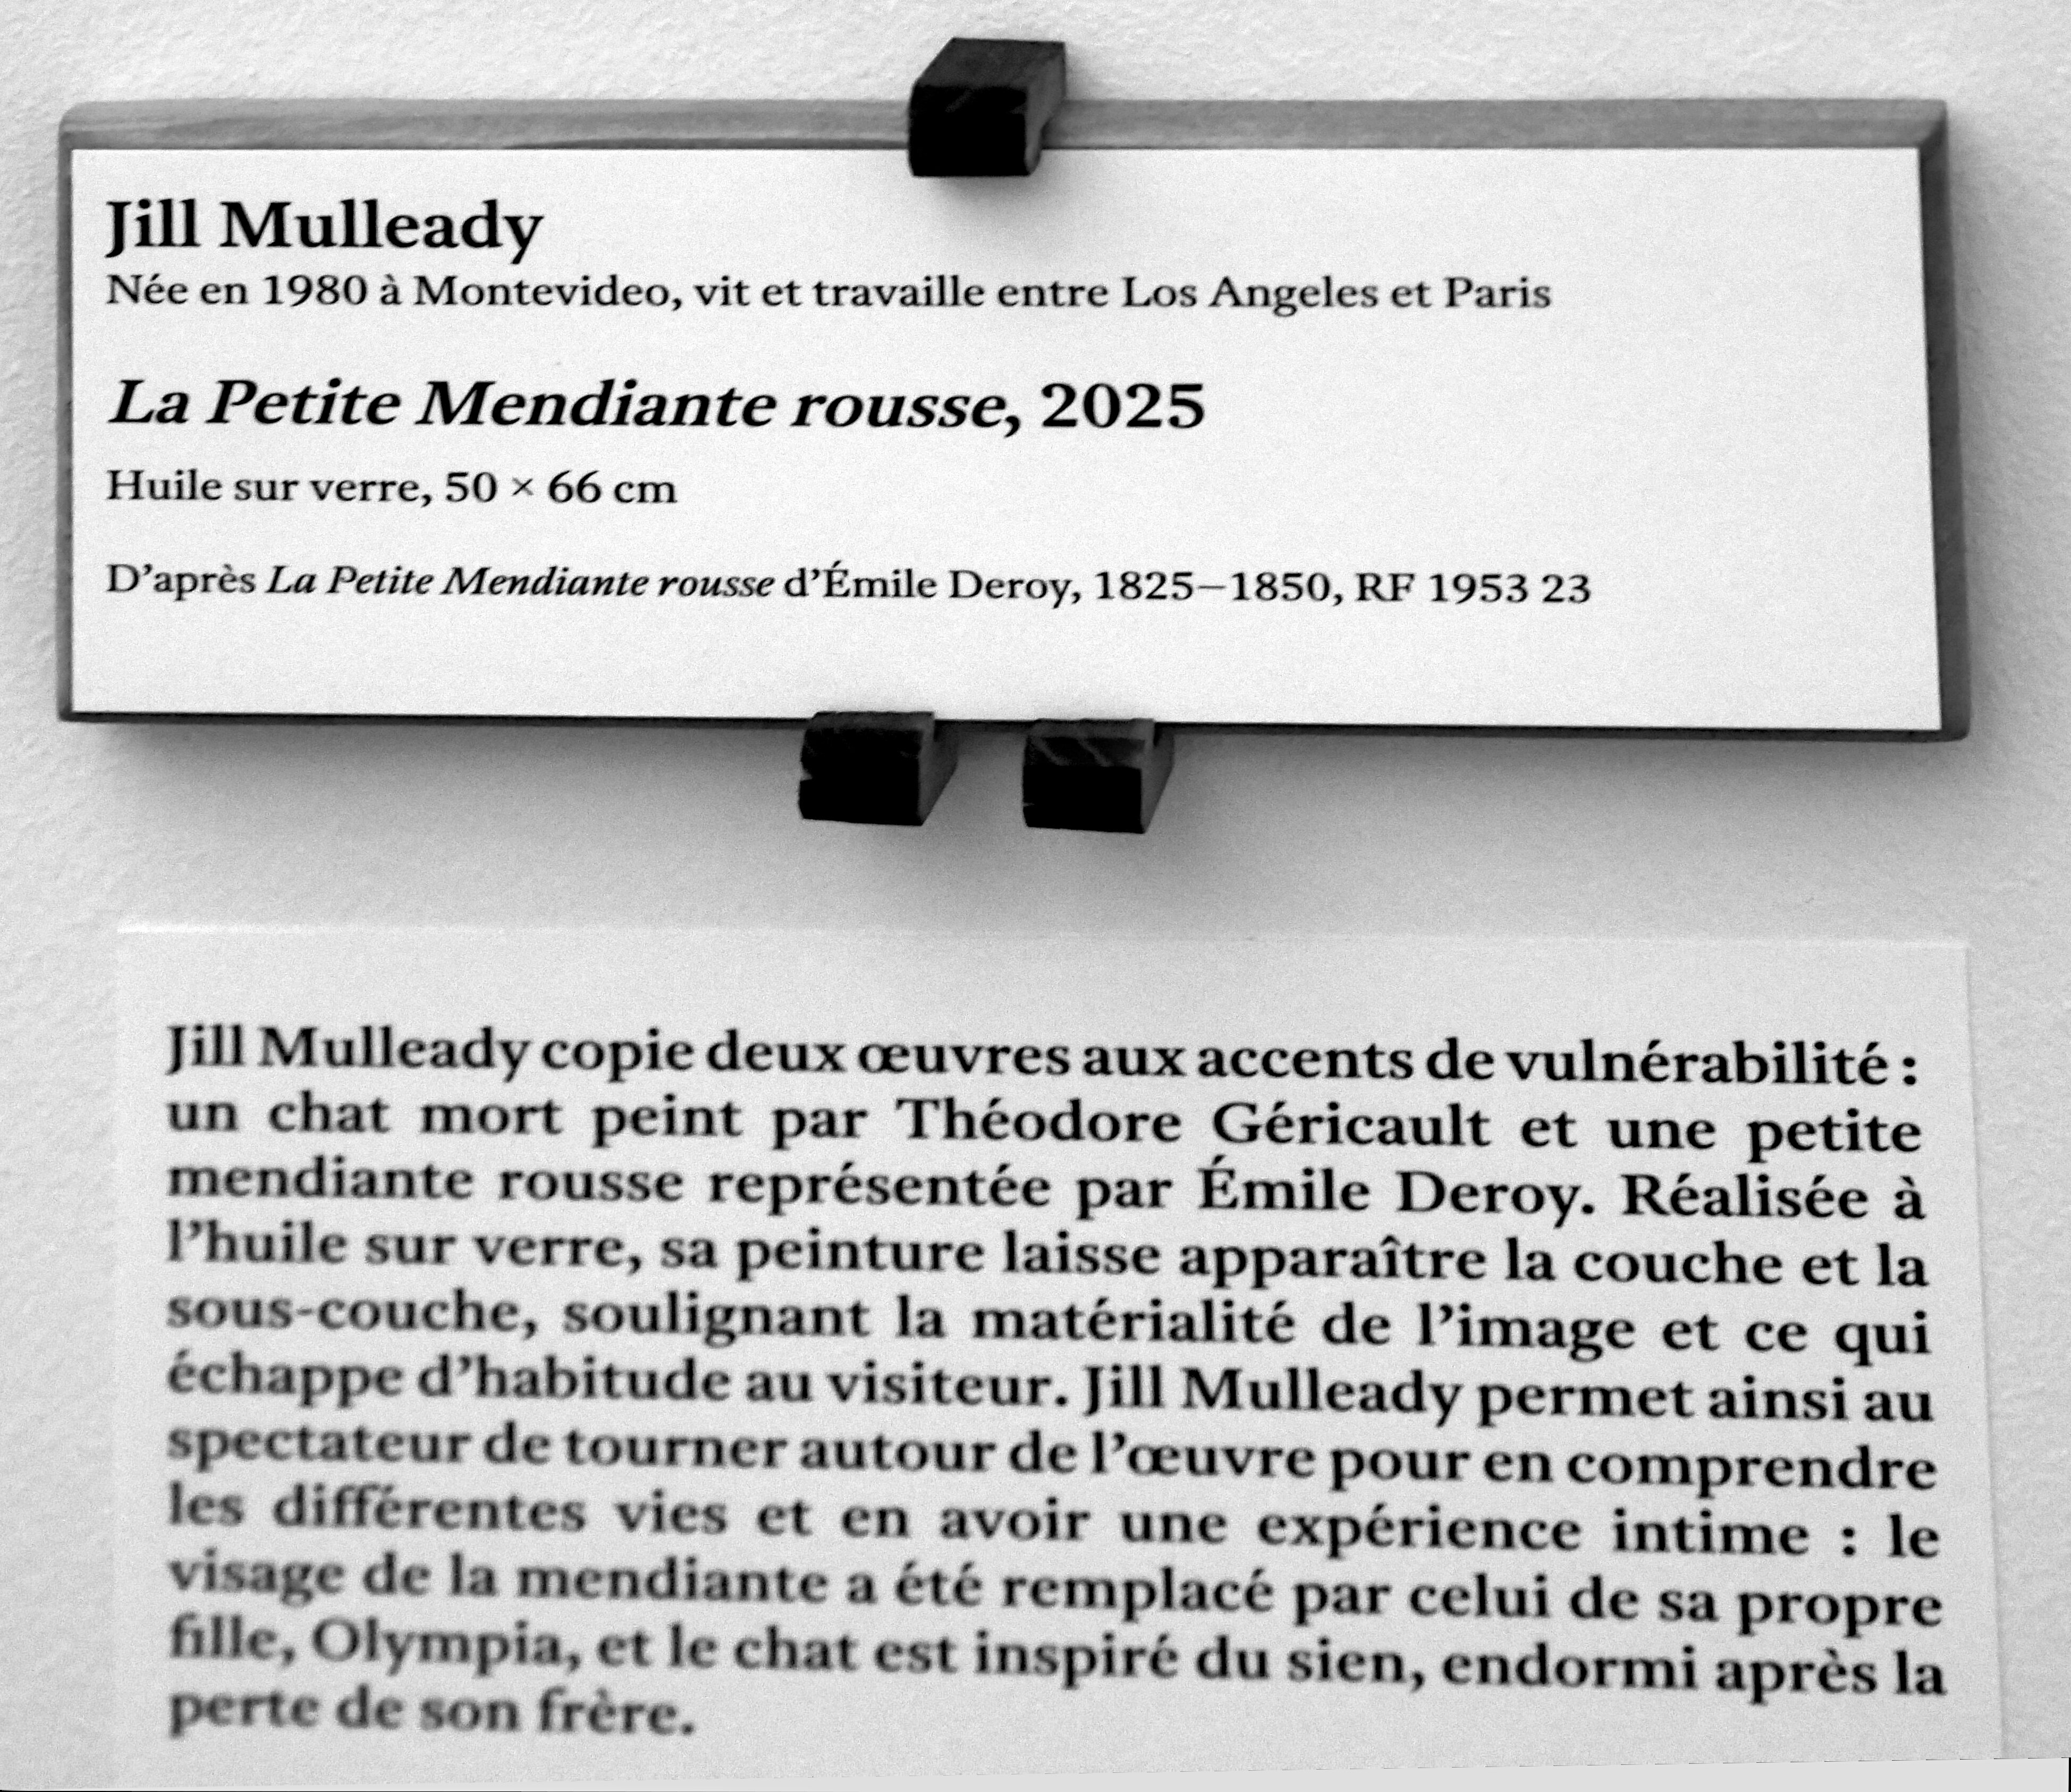 Jill Mulleady
Née en 1980 à Montevideo, vit et travaille entre Los Angeles et Paris
La Petite Mendiante rousse, 2025
Huile sur verre, 50 × 66 cm
D’après La Petite Mendiante rousse d’Émile Deroy, 1825–1850, RF 1953 23
Jill Mulleady copie deux œuvres aux accents de vulnérabilité :
un chat mort peint par Théodore Géricault et une petite
mendiante rousse représentée par Émile Deroy. Réalisée à
l’huile sur verre, sa peinture laisse apparaître la couche et la
sous-couche, soulignant la matérialité de l’image et ce qui
échappe d’habitude au visiteur. Jill Mulleady permet ainsi au
spectateur de tourner autour de l’œuvre pour en comprendre
les différentes vies et en avoir une expérience intime : le
visage de la mendiante a été remplacé par celui de sa propre
fille, Olympia, et le chat est inspiré du sien, endormi après la
perte de son frère.